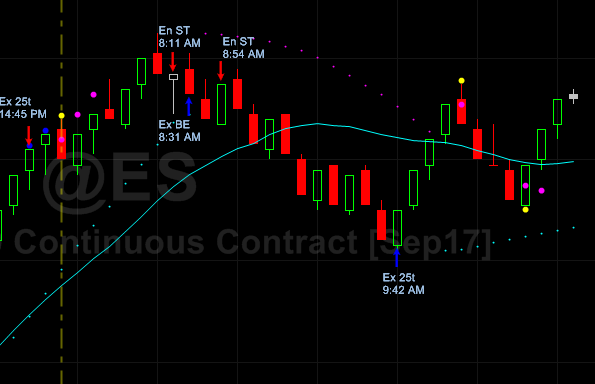 En ST
8:11 AM
En ST
8:54 AM
Ex 25t
14:45 PM
Ex BE
8:31 AM
@ES
Continuous Contract [Sep17]
Ex 25t
9:42 AM